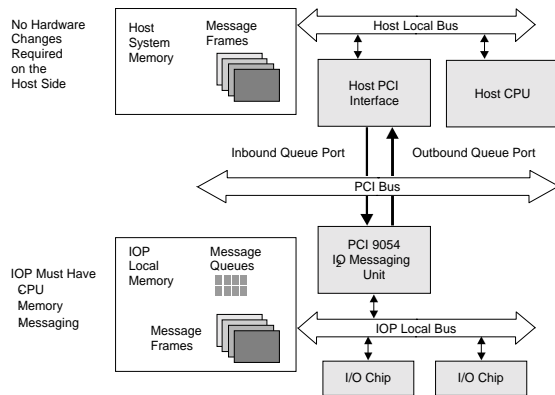 No Hardware
Changes
Required
on the
Host Side
Host
System
Memory
Message
Frames
Host Local Bus
Host PCI
Interface
Host CPU
Inbound Queue Port
Outbound Queue Port
PCI Bus
IOP Must Have
CPU
Memory
Messaging
IOP
Local
Memory
Message
Queues
Message
Frames
PCI 9054
I2O Messaging
Unit
IOP Local Bus
I/O Chip
I/O Chip